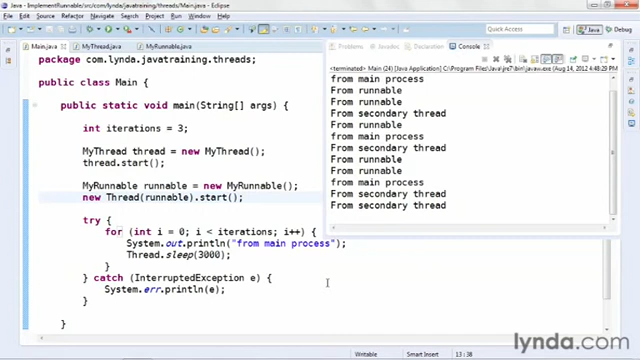 Java - ImplementRunnable/src/com/lynda/javatraining/threads/Main.java - Eclipse
File Edit Source Refactor Navigate Search Project Run Window Help
Quick Access
Java
Debug
Main.java
MyThread.java
MyRunnable.java
Problems
Javadoc
Declaration
Console
<terminated> Main (24) [Java Application] C:\Program Files\Java\jre7\bin\javaw.exe (Aug 14, 2012 4:48:29 PM)
package com.lynda.javatraining.threads;
public class Main {
public static void main(String[] args) {
int iterations = 3;
MyThread thread = new MyThread();
thread.start();
MyRunnable runnable = new MyRunnable();
new Thread(runnable).start();
try {
for (int i = 0; i < iterations; i++) {
System.out.println("from main process");
Thread.sleep(3000);
}
} catch (InterruptedException e) {
System.err.println(e);
}
}
from main process
From runnable
From runnable
From secondary thread
From runnable
from main process
From secondary thread
From runnable
From runnable
from main process
From secondary thread
From secondary thread
lynda.com
Writable
Smart Insert
13 : 38